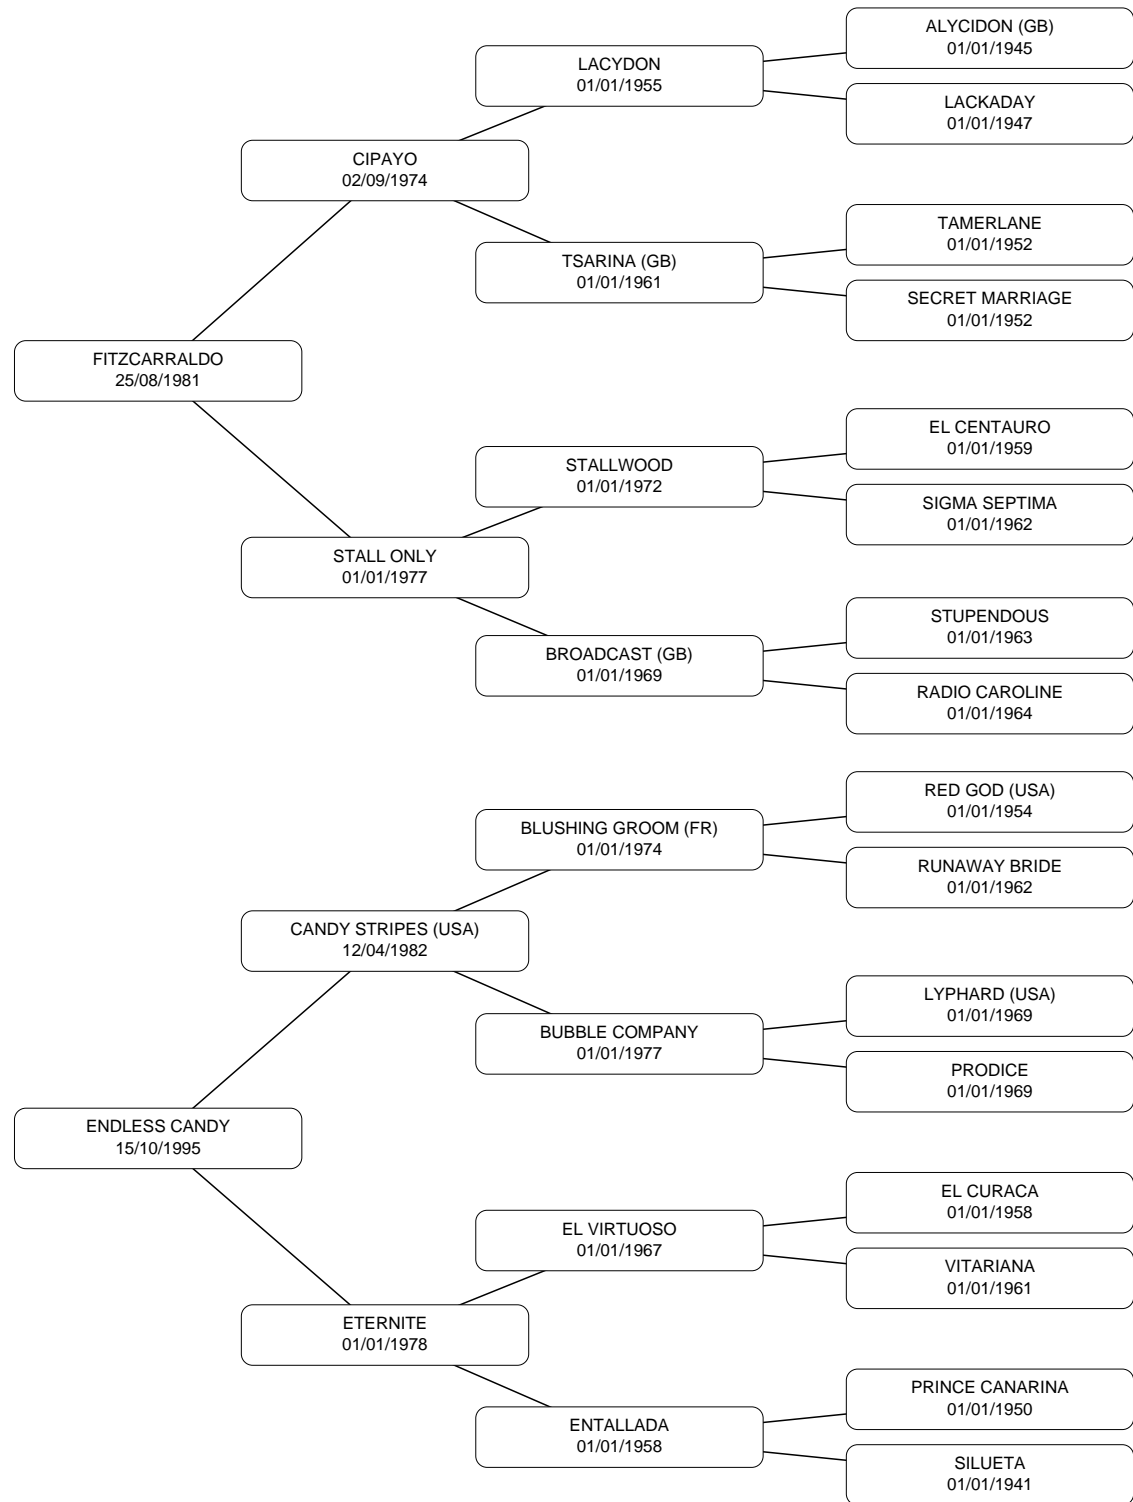 ALYCIDON (GB)
01/01/1945
LACYDON
01/01/1955
LACKADAY
01/01/1947
CIPAYO
02/09/1974
TAMERLANE
01/01/1952
TSARINA (GB)
01/01/1961
SECRET MARRIAGE
01/01/1952
FITZCARRALDO
25/08/1981
EL CENTAURO
01/01/1959
STALLWOOD
01/01/1972
SIGMA SEPTIMA
01/01/1962
STALL ONLY
01/01/1977
STUPENDOUS
01/01/1963
BROADCAST (GB)
01/01/1969
RADIO CAROLINE
01/01/1964
RED GOD (USA)
01/01/1954
BLUSHING GROOM (FR)
01/01/1974
RUNAWAY BRIDE
01/01/1962
CANDY STRIPES (USA)
12/04/1982
LYPHARD (USA)
01/01/1969
BUBBLE COMPANY
01/01/1977
PRODICE
01/01/1969
ENDLESS CANDY
15/10/1995
EL CURACA
01/01/1958
EL VIRTUOSO
01/01/1967
VITARIANA
01/01/1961
ETERNITE
01/01/1978
PRINCE CANARINA
01/01/1950
ENTALLADA
01/01/1958
SILUETA
01/01/1941